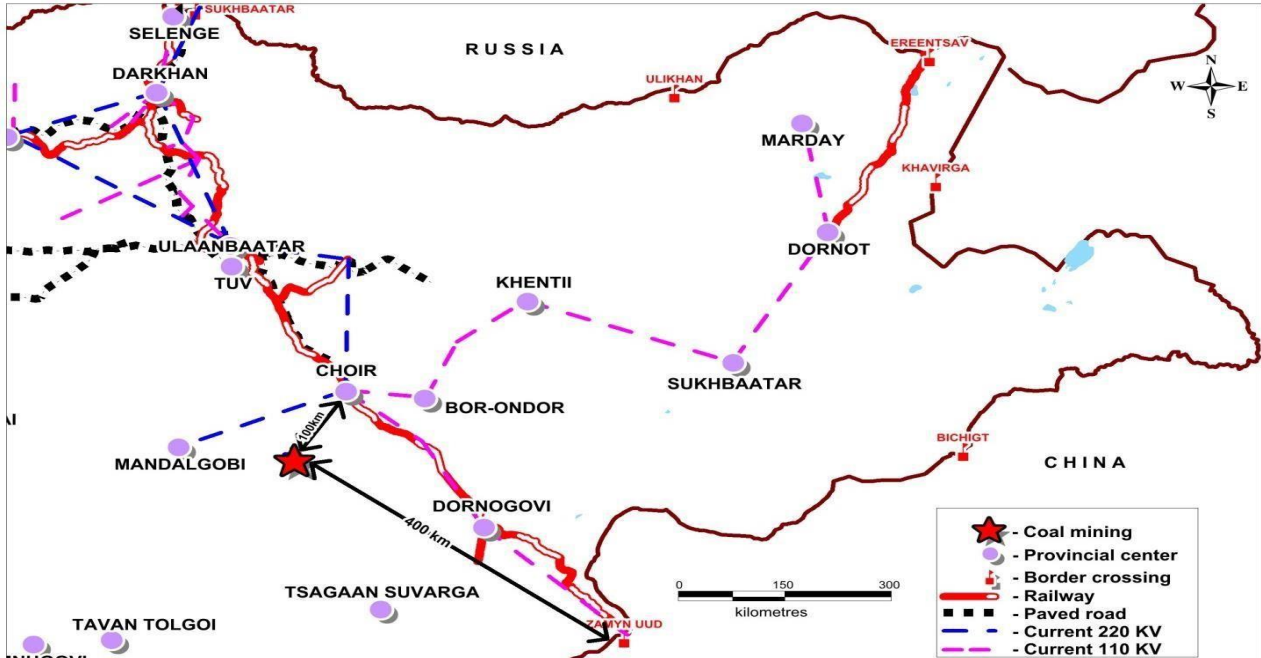 SUKHBAATAR
SELENGE
RUSSIA
EREENTSAV
DARKHAN
ULIKHAN
N
W E
S
MARDAY
KHAVIRGA
ULAANBAATAR
DORNOT
TUV
KHENTII
CHOIR
SUKHBAATAR
BOR-ONDOR
AI
100km
BICHIGT
MANDALGOBI
CHINA
DORNOGOVI
400 km
- Coal mining
- Provincial center
- Border crossing
- Railway
- Paved road
- Current 220 KV
- Current 110 KV
0 150 300
kilometres
TSAGAAN SUVARGA
TAVAN TOLGOI
ZAMYN UUD